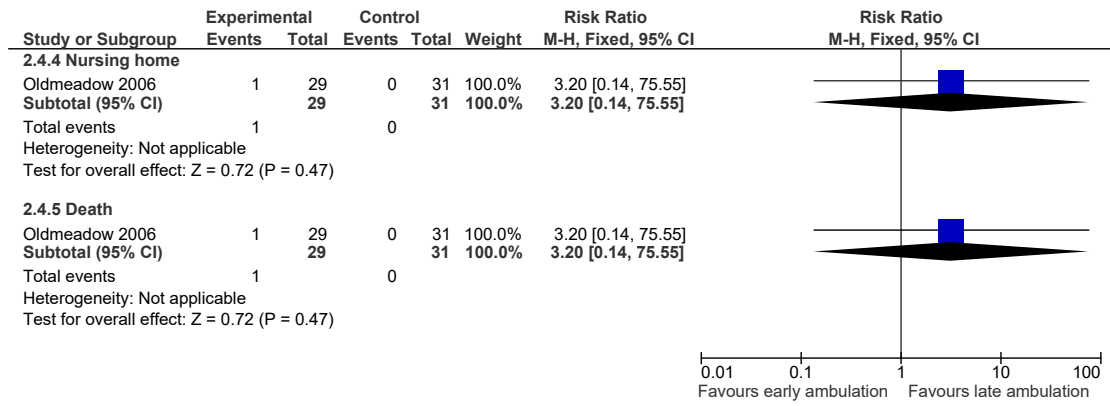 Experimental Control Risk Ratio Risk Ratio
Study or Subgroup Events Total Events Total Weight M-H, Fixed, 95% CI M-H, Fixed, 95% CI
2.4.4 Nursing home
Oldmeadow 2006 1 29 0 31 100.0% 3.20 [0.14, 75.55]
Subtotal (95% CI) 29 31 100.0% 3.20 [0.14, 75.55]
Total events 1 0
Heterogeneity: Not applicable
Test for overall effect: Z = 0.72 (P = 0.47)
2.4.5 Death
Oldmeadow 2006 1 29 0 31 100.0% 3.20 [0.14, 75.55]
Subtotal (95% CI) 29 31 100.0% 3.20 [0.14, 75.55]
Total events 1 0
Heterogeneity: Not applicable
Test for overall effect: Z = 0.72 (P = 0.47)
0.01 0.1 1 10 100
Favours early ambulation Favours late ambulation